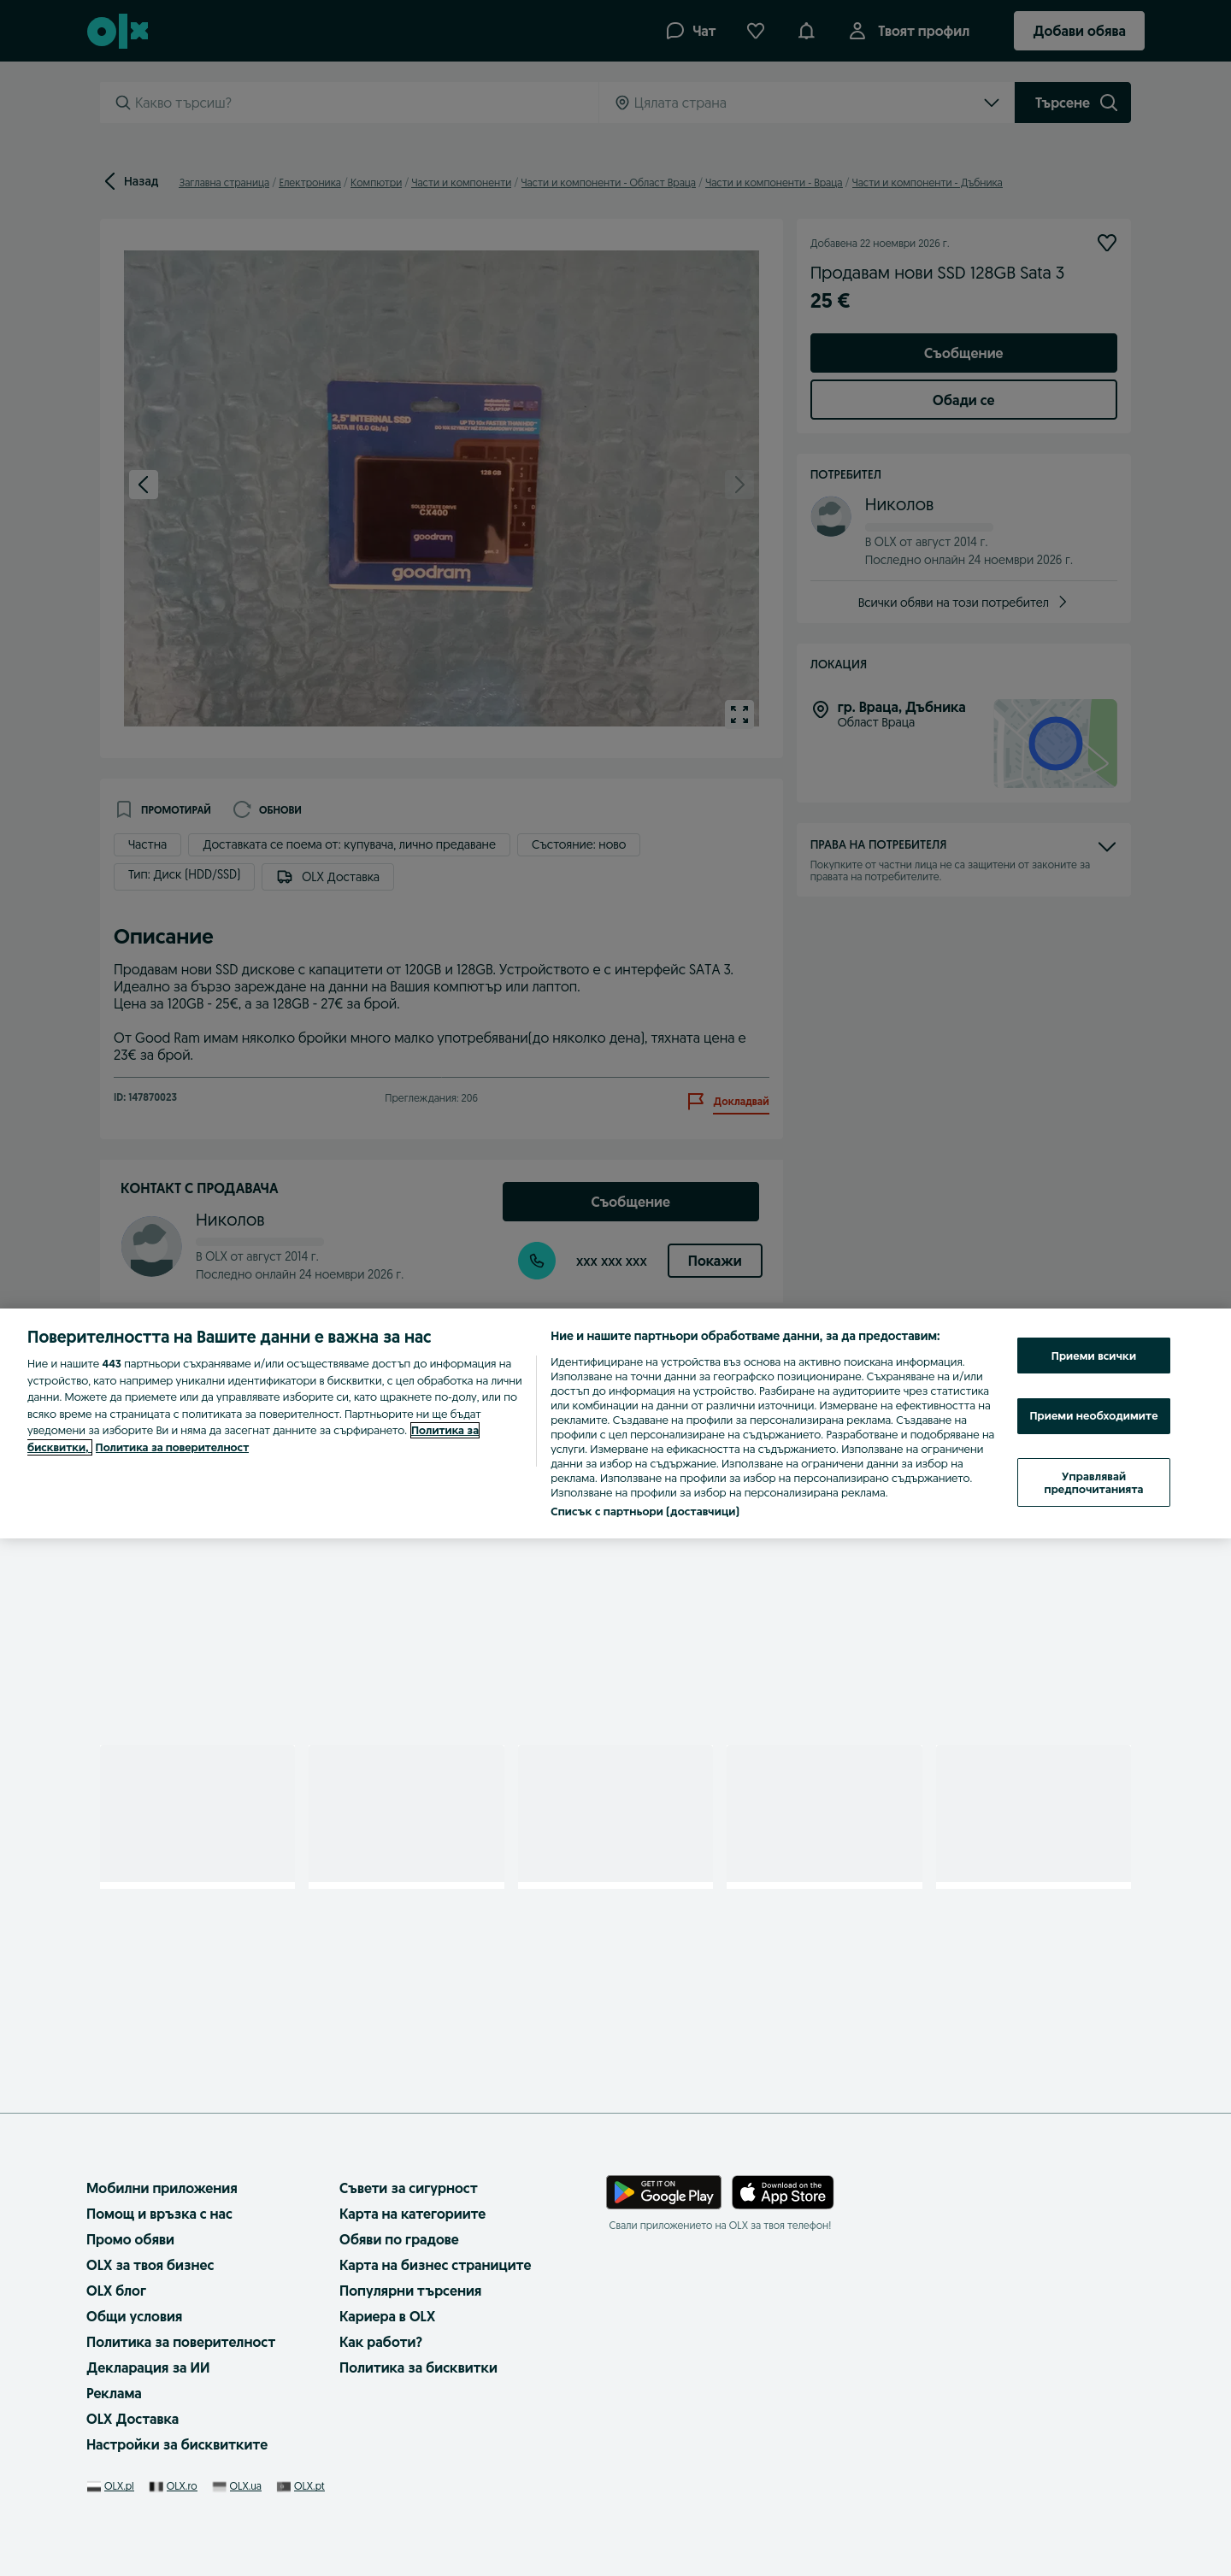 olx
Чат
Твоят профил
Добави обява
Какво търсиш?
Цялата страна
Търсене
Назад
Заглавна страница / Електроника / Компютри / Части и компоненти / Части и компоненти - Област Враца / Части и компоненти - Враца / Части и компоненти - Дъбника
2,5" INTERNAL SSD
SATA III (6.0 Gb/s)
UP TO 10x FASTER THAN HDD
128 GB
SOLID STATE DRIVE
CX400
goodram
gen. 2
goodram
Добавена 22 ноември 2026 г.
Продавам нови SSD 128GB Sata 3
25 €
Съобщение
Обади се
ПОТРЕБИТЕЛ
Николов
В OLX от август 2014 г.
Последно онлайн 24 ноември 2026 г.
Всички обяви на този потребител
ЛОКАЦИЯ
гр. Враца, Дъбника
Област Враца
ПРАВА НА ПОТРЕБИТЕЛЯ
Покупките от частни лица не са защитени от законите за
правата на потребителите.
ПРОМОТИРАЙ
ОБНОВИ
Частна
Доставката се поема от: купувача, лично предаване
Състояние: ново
Тип: Диск (HDD/SSD)
OLX Доставка
Описание
Продавам нови SSD дискове с капацитети от 120GB и 128GB. Устройството е с интерфейс SATA 3.
Идеално за бързо зареждане на данни на Вашия компютър или лаптоп.
Цена за 120GB - 25€, а за 128GB - 27€ за брой.
От Good Ram имам няколко бройки много малко употребявани(до няколко дена), тяхната цена е
23€ за брой.
ID: 147870023
Преглеждания: 206
Докладвай
КОНТАКТ С ПРОДАВАЧА
Николов
В OLX от август 2014 г.
Последно онлайн 24 ноември 2026 г.
Съобщение
xxx xxx xxx
Покажи
Поверителността на Вашите данни е важна за нас
Ние и нашите 443 партньори съхраняваме и/или осъществяваме достъп до информация на
устройство, като например уникални идентификатори в бисквитки, с цел обработка на лични
данни. Можете да приемете или да управлявате изборите си, като щракнете по-долу, или по
всяко време на страницата с политиката за поверителност. Партньорите ни ще бъдат
уведомени за изборите Ви и няма да засегнат данните за сърфирането. Политика за
бисквитки, Политика за поверителност
Ние и нашите партньори обработваме данни, за да предоставим:
Идентифициране на устройства въз основа на активно поискана информация.
Използване на точни данни за географско позициониране. Съхраняване на и/или
достъп до информация на устройство. Разбиране на аудиториите чрез статистика
или комбинации на данни от различни източници. Измерване на ефективността на
рекламите. Създаване на профили за персонализирана реклама. Създаване на
профили с цел персонализиране на съдържанието. Разработване и подобряване на
услуги. Измерване на ефикасността на съдържанието. Използване на ограничени
данни за избор на съдържание. Използване на ограничени данни за избор на
реклама. Използване на профили за избор на персонализирано съдържанието.
Използване на профили за избор на персонализирана реклама.
Списък с партньори (доставчици)
Приеми всички
Приеми необходимите
Управлявай
предпочитанията
Мобилни приложения
Помощ и връзка с нас
Промо обяви
OLX за твоя бизнес
OLX блог
Общи условия
Политика за поверителност
Декларация за ИИ
Реклама
OLX Доставка
Настройки за бисквитките
Съвети за сигурност
Карта на категориите
Обяви по градове
Карта на бизнес страниците
Популярни търсения
Кариера в OLX
Как работи?
Политика за бисквитки
GET IT ON
Google Play
Download on the
App Store
Свали приложението на OLX за твоя телефон!
OLX.pl
OLX.ro
OLX.ua
OLX.pt